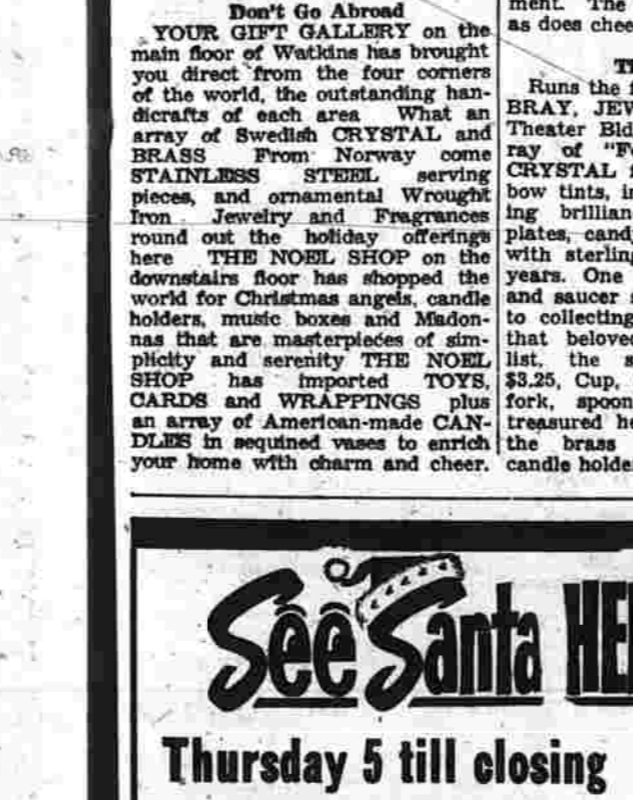 Don't Go Abroad
YOUR GIFT GALLERY on the
main floor of Watkins has brought
you direct from the four corners
of the world, the outstanding han-
dicrafts of each area What an
array of Swedish CRYSTAL and
BRASS From Norway come
STAINLESS STEEL serving
pieces, and ornamental Wrought
Iron Jewelry and Fragrances
round out the holiday offerings
here THE NOEL SHOP on the
downstairs floor has shopped the
world for Christmas angels, candle
holders, music boxes and Madon-
nas that are masterpieces of sim-
plicity and serenity THE NOEL
SHOP has imported TOYS,
CARDS and WRAPPINGS plus
an array of American-made CAN-
DLES in sequined vases to enrich
your home with charm and cheer.
ment. The
as does chee
Runs the
BRAY, JEW
Theater Bld
ray of "F
CRYSTAL
bow tints, i
ing brillian
plates, cand
with sterling
years. One
and saucer
to collecting
that beloved
list, the s
$3.25, Cup,
fork, spoon
treasured he
the brass
candle holde
See Santa HE
Thursday 5 till closing